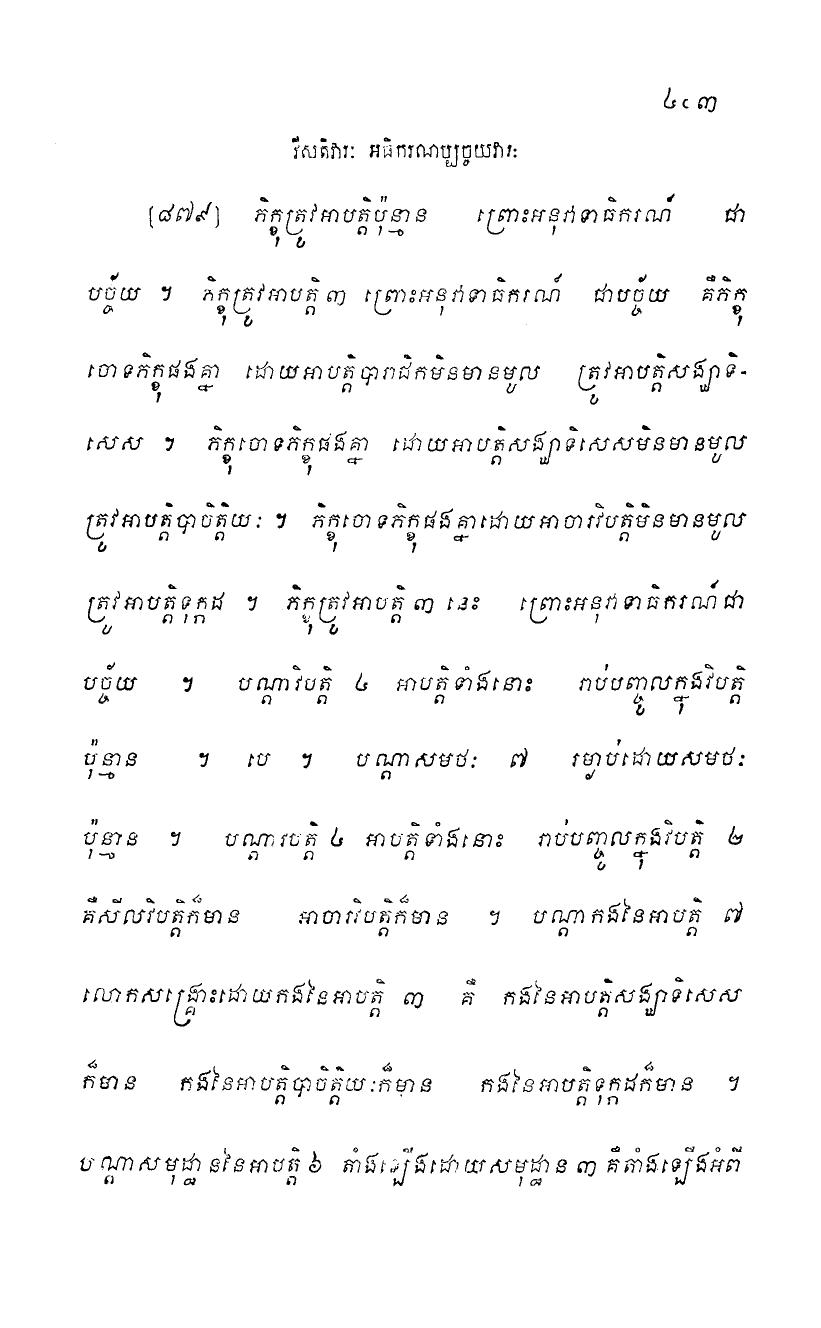 ៤១៣
វីសតិវារៈ អធិករណប្បច្ចយវារៈ
[៨៧៩] ភិក្ខុត្រូវអាបត្តិប៉ុន្មាន ព្រោះអនុវាទាធិករណ៍ ជា
បច្ច័យ ។ ភិក្ខុត្រូវអាបត្តិ ៣ ព្រោះអនុវាទាធិករណ៍ ជាបច្ច័យ គឺភិក្ខុ
ចោទភិក្ខុផងគ្នា ដោយអាបត្តិបារាជិកមិនមានមូល ត្រូវអាបត្តិសង្ឃាទិ-
សេស ។ ភិក្ខុចោទភិក្ខុផងគ្នា ដោយអាបត្តិសង្ឃាទិសេសមិនមានមូល
ត្រូវអាបត្តិបាចិត្តិយៈ ។ ភិក្ខុចោទភិក្ខុផងគ្នាដោយអាចារវិបត្តិមិនមានមូល
ត្រូវអាបត្តិទុក្កដ ។ ភិក្ខុត្រូវអាបត្តិ ៣ នេះ ព្រោះអនុវាទាធិករណ៍ជា
បច្ច័យ ។ បណ្តាវិបត្តិ ៤ អាបត្តិទាំងនោះ រាប់បញ្ចូលក្នុងវិបត្តិ
ប៉ុន្មាន ។ បេ ។ បណ្តាសមថៈ ៧ រម្ងាប់ដោយសមថៈ
ប៉ុន្មាន ។ បណ្តាវិបត្តិ ៤ អាបត្តិទាំងនោះ រាប់បញ្ចូលក្នុងវិបត្តិ ២
គឺសីលវិបត្តិក៏មាន អាចារវិបត្តិក៏មាន ។ បណ្តាកងនៃអាបត្តិ ៧
លោកសង្គ្រោះដោយកងនៃអាបត្តិ ៣ គឺ កងនៃអាបត្តិសង្ឃាទិសេស
ក៏មាន កងនៃអាបត្តិបាចិត្តិយៈក៏មាន កងនៃអាបត្តិទុក្កដក៏មាន ។
បណ្តាសមុដ្ឋាននៃអាបត្តិ ៦ តាំងឡើងដោយសមុដ្ឋាន ៣ គឺតាំងឡើងអំពី